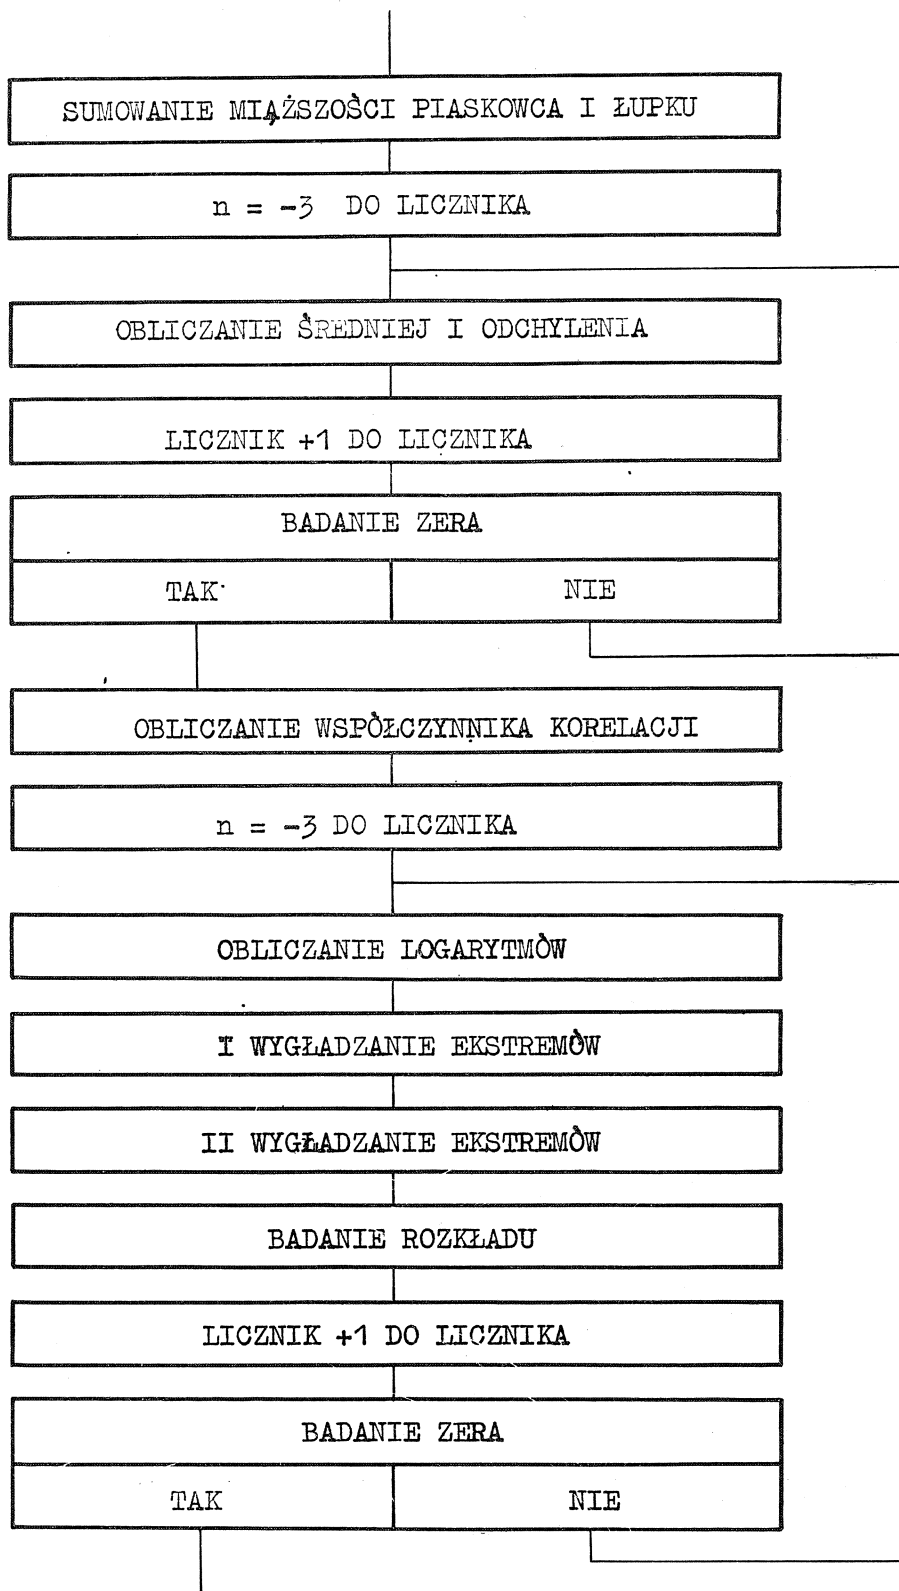 SUMOWANIE MIĄŻSZOŚCI PIASKOWCA I ŁUPKU
n = -3 DO LICZNIKA
OBLICZANIE ŚREDNIEJ I ODCHYLENIA
LICZNIK +1 DO LICZNIKA
BADANIE ZERA
TAK NIE
OBLICZANIE WSPÓŁCZYNNIKA KORELACJI
n = -3 DO LICZNIKA
OBLICZANIE LOGARYTMÓW
I WYGŁADZANIE EKSTREMÓW
II WYGŁADZANIE EKSTREMÓW
BADANIE ROZKŁADU
LICZNIK +1 DO LICZNIKA
BADANIE ZERA
TAK NIE